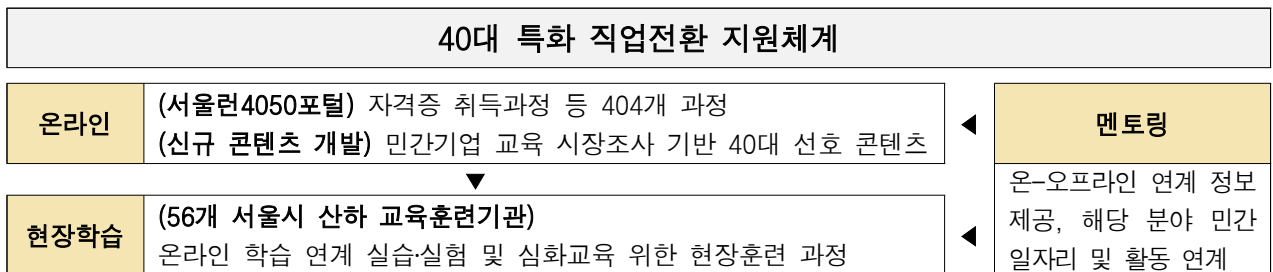 40대 특화 직업전환 지원체계
온라인
(서울런4050포털) 자격증 취득과정 등 404개 과정
(신규 콘텐츠 개발) 민간기업 교육 시장조사 기반 40대 선호 콘텐츠
◀
멘토링
▼
현장학습
(56개 서울시 산하 교육훈련기관)
온라인 학습 연계 실습·실험 및 심화교육 위한 현장훈련 과정
◀
온-오프라인 연계 정보
제공, 해당 분야 민간
일자리 및 활동 연계